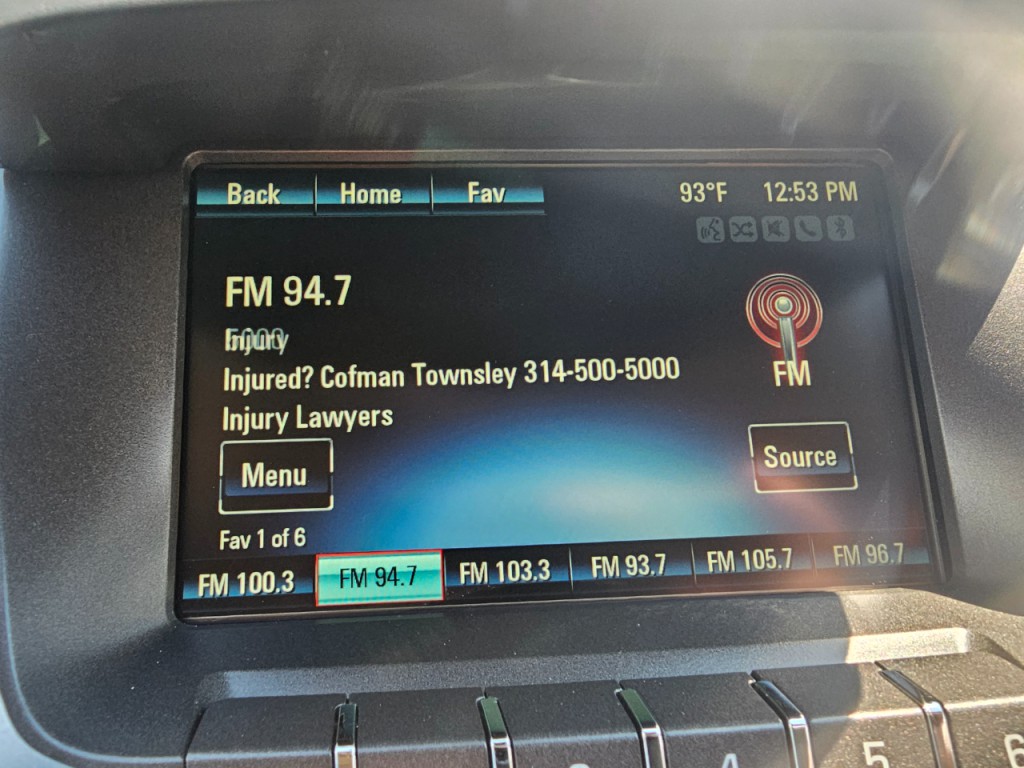 Back Home Fav 93°F 12:53 PM
FM 94.7
Injured? Cofman Townsley 314-500-5000
Injury Lawyers
FM
Menu
Source
Fav 1 of 6
FM 100.3 FM 94.7 FM 103.3 FM 93.7 FM 105.7 FM 96.7
4 5 6